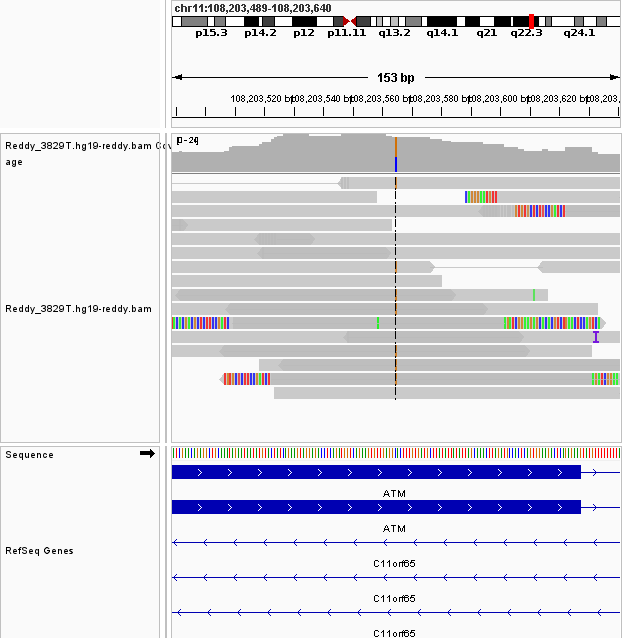 chr11:108,203,489-108,203,640
p15.3 p14.2 p12 p11.11 q13.2 q14.1 q21 q22.3 q24.1
153 bp
108,203,520 bp 108,203,540 bp 108,203,560 bp 108,203,580 bp 108,203,600 bp 108,203,620 bp 108,203,
Reddy_3829T.hg19-reddy.bam Cov
age
Reddy_3829T.hg19-reddy.bam
Sequence
ATM
ATM
RefSeq Genes
C11orf65
C11orf65
C11orf65